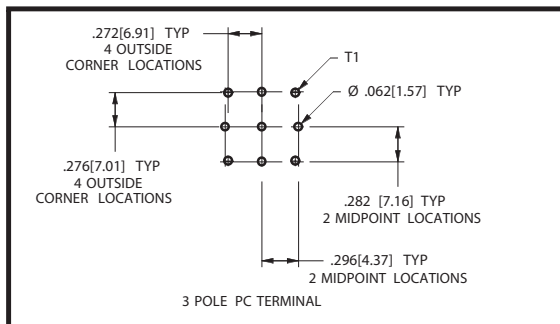 .272[6.91] TYP
4 OUTSIDE
CORNER LOCATIONS
T1
Ø .062[1.57] TYP
.276[7.01] TYP
4 OUTSIDE
CORNER LOCATIONS
.282 [7.16] TYP
2 MIDPOINT LOCATIONS
.296[4.37] TYP
2 MIDPOINT LOCATIONS
3 POLE PC TERMINAL